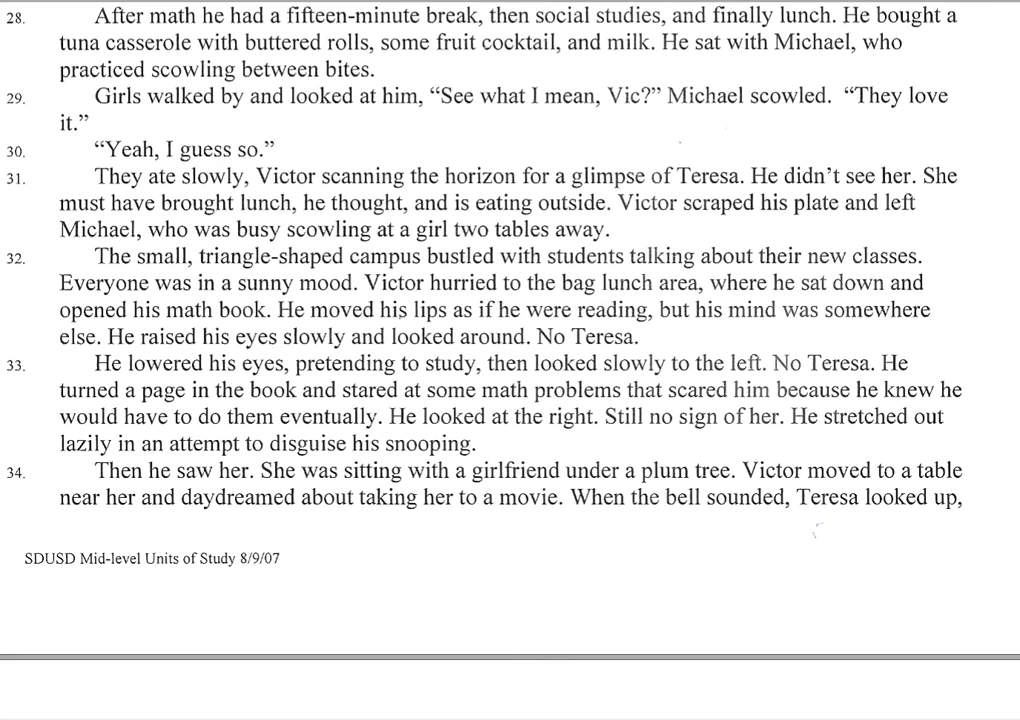 28. After math he had a fifteen-minute break, then social studies, and finally lunch. He bought a
tuna casserole with buttered rolls, some fruit cocktail, and milk. He sat with Michael, who
practiced scowling between bites.
29. Girls walked by and looked at him, “See what I mean, Vic?” Michael scowled. “They love
it.”
30. “Yeah, I guess so.”
31. They ate slowly, Victor scanning the horizon for a glimpse of Teresa. He didn’t see her. She
must have brought lunch, he thought, and is eating outside. Victor scraped his plate and left
Michael, who was busy scowling at a girl two tables away.
32. The small, triangle-shaped campus bustled with students talking about their new classes.
Everyone was in a sunny mood. Victor hurried to the bag lunch area, where he sat down and
opened his math book. He moved his lips as if he were reading, but his mind was somewhere
else. He raised his eyes slowly and looked around. No Teresa.
33. He lowered his eyes, pretending to study, then looked slowly to the left. No Teresa. He
turned a page in the book and stared at some math problems that scared him because he knew he
would have to do them eventually. He looked at the right. Still no sign of her. He stretched out
lazily in an attempt to disguise his snooping.
34. Then he saw her. She was sitting with a girlfriend under a plum tree. Victor moved to a table
near her and daydreamed about taking her to a movie. When the bell sounded, Teresa looked up,
SDUSD Mid-level Units of Study 8/9/07